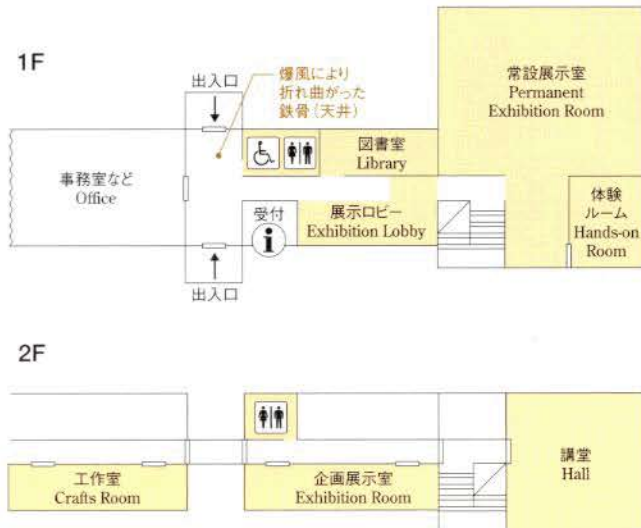 1F
出入口
爆風により
折れ曲がった
鉄骨（天井）
常設展示室
Permanent
Exhibition Room
図書室
Library
事務室など
Office
受付
i
展示ロビー
Exhibition Lobby
体験
ルーム
Hands-on
Room
出入口
2F
工作室
Crafts Room
企画展示室
Exhibition Room
講堂
Hall